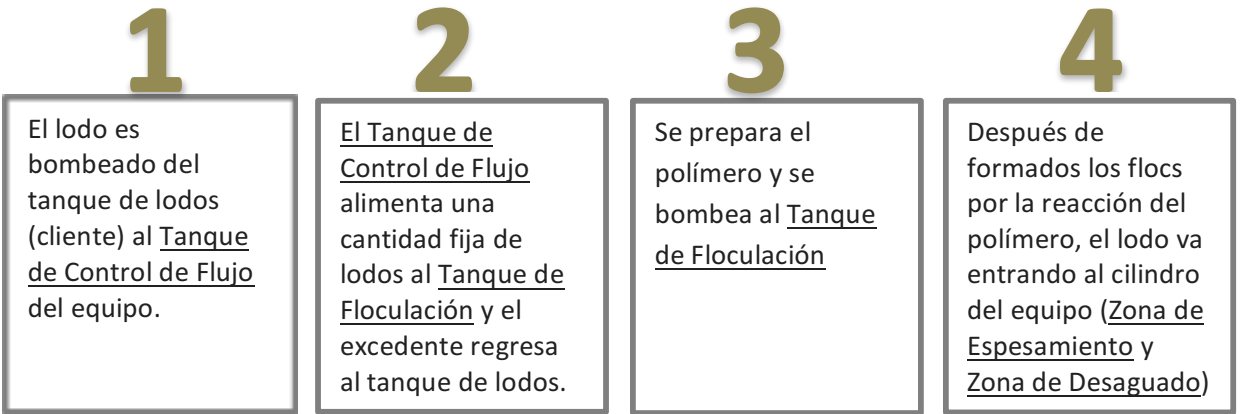 1
El lodo es
bombeado del
tanque de lodos
(cliente) al Tanque
de Control de Flujo
del equipo.
2
El Tanque de
Control de Flujo
alimenta una
cantidad fija de
lodos al Tanque de
Floculación y el
excedente regresa
al tanque de lodos.
3
Se prepara el
polímero y se
bombea al Tanque
de Floculación
4
Después de
formados los flocs
por la reacción del
polímero, el lodo va
entrando al cilindro
del equipo (Zona de
Espesamiento y
Zona de Desaguado)